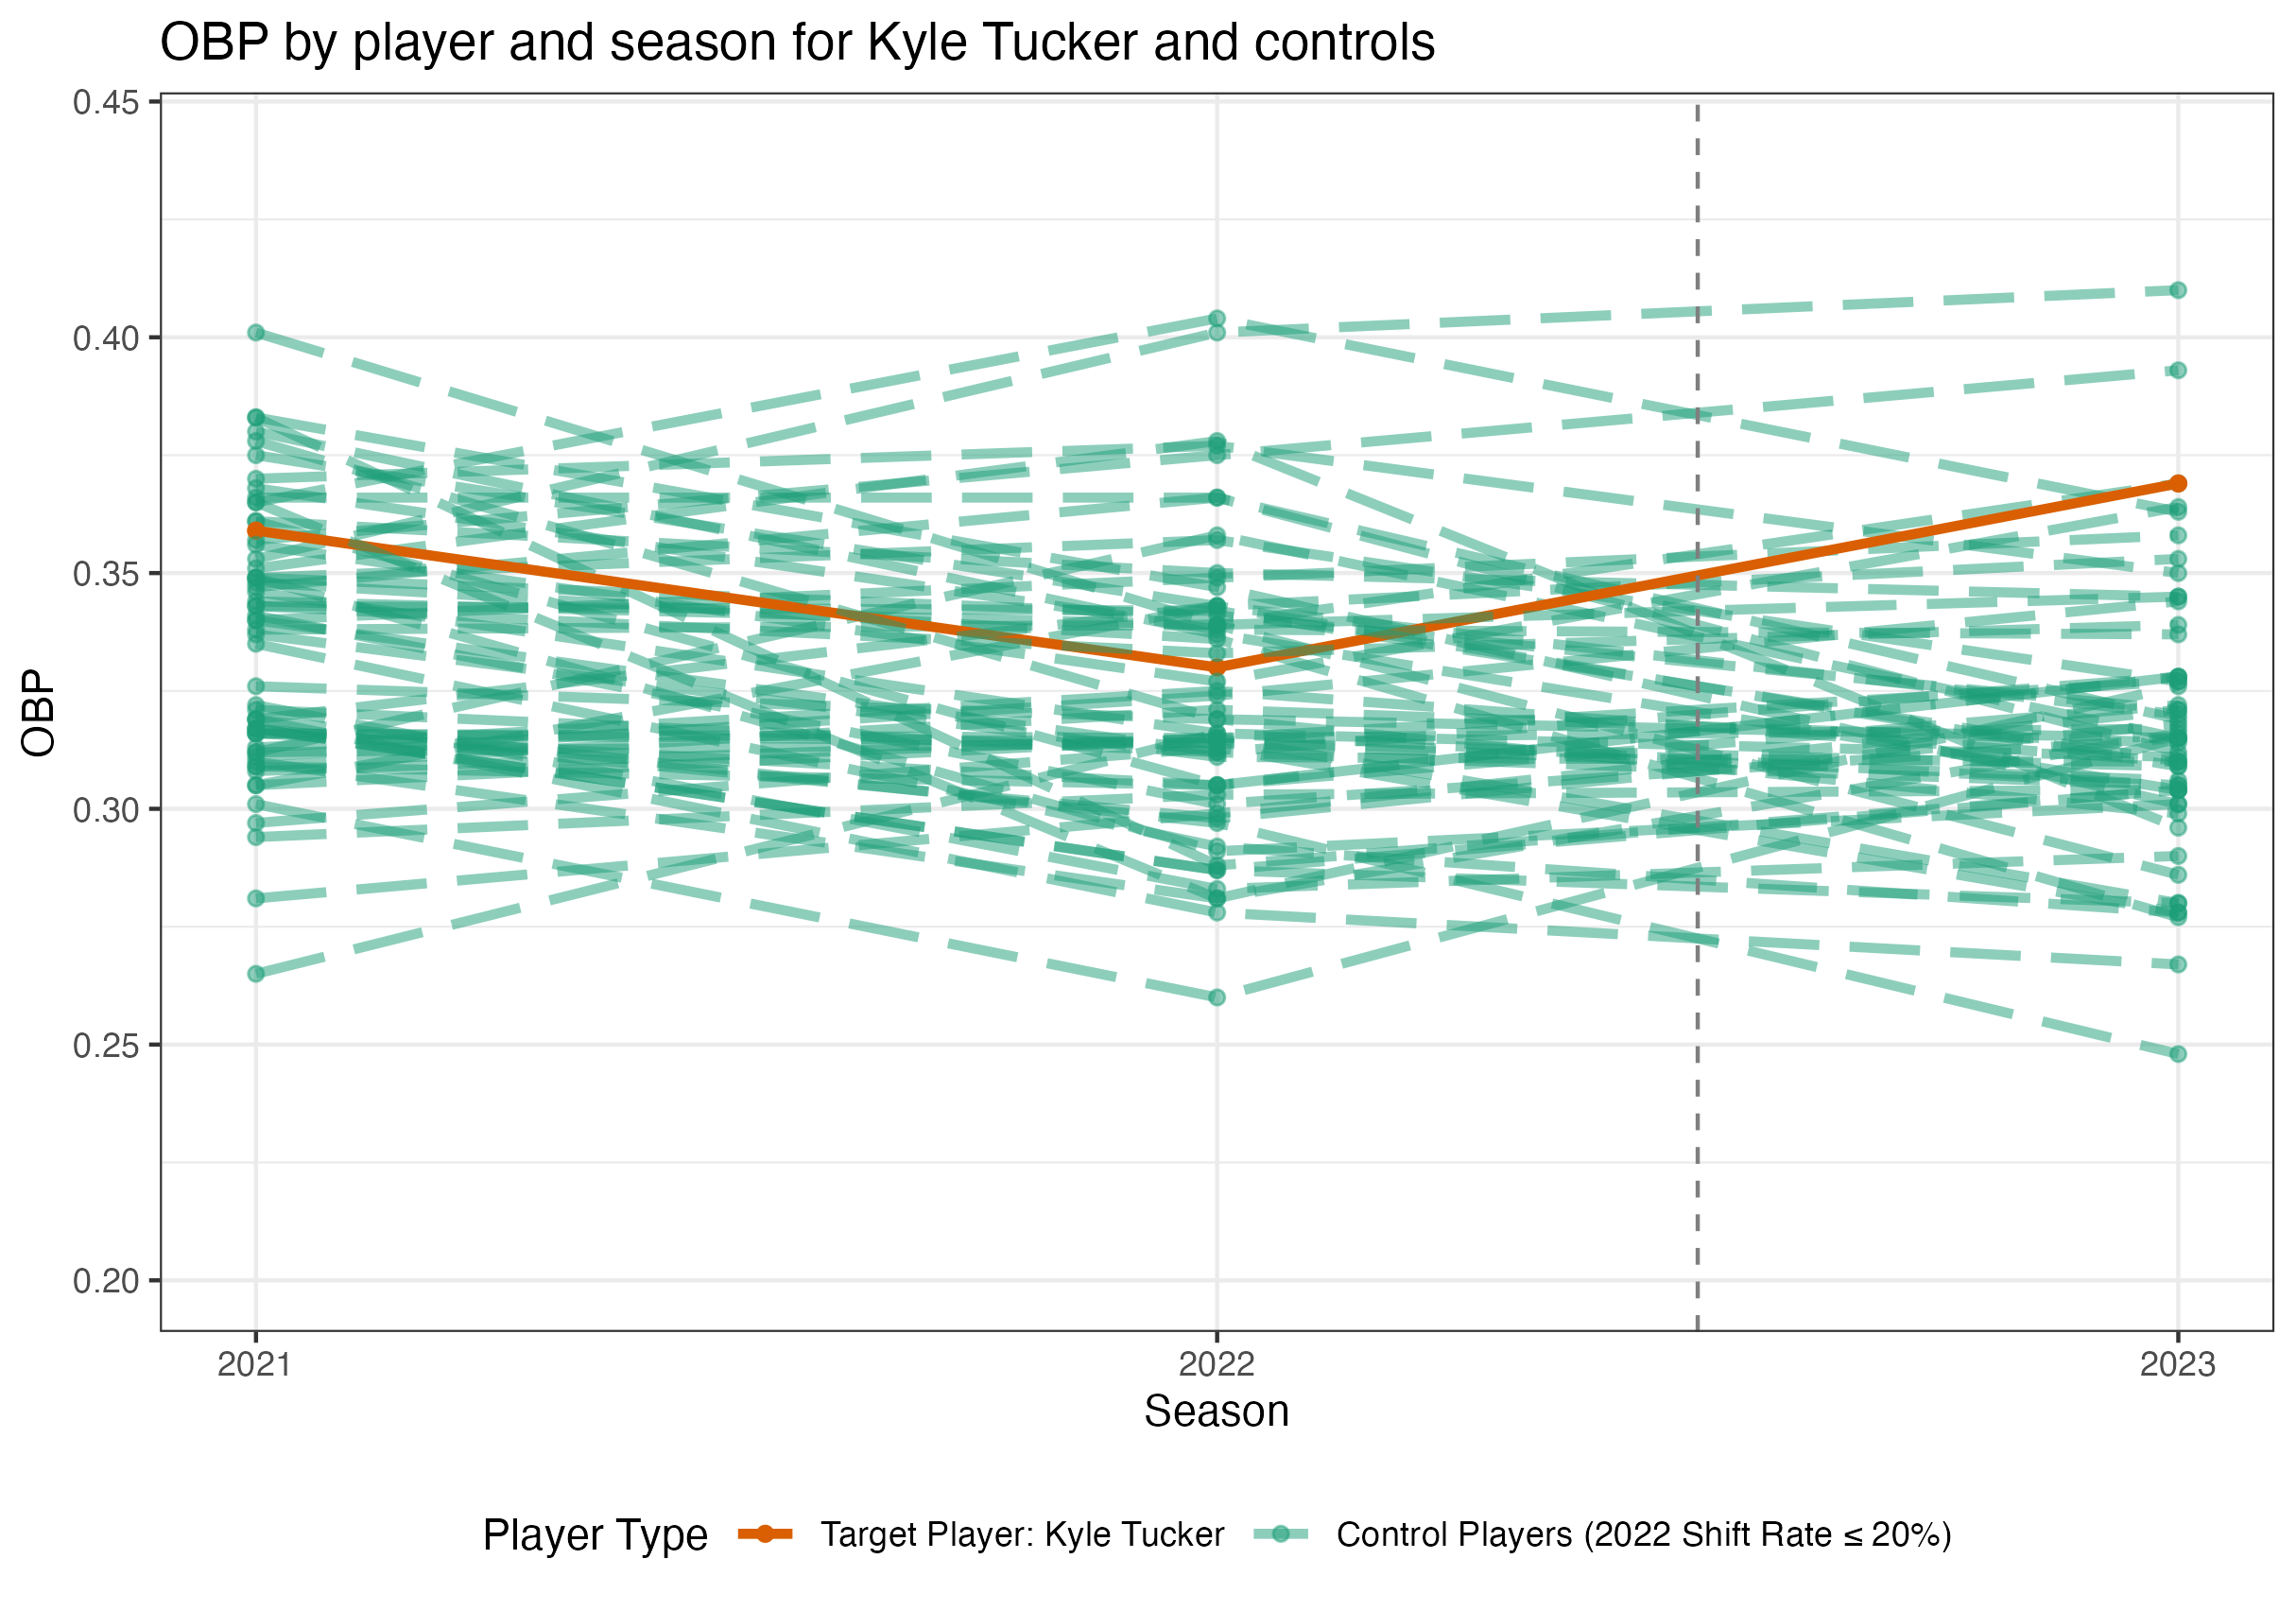 OBP by player and season for Kyle Tucker and controls
0.45
0.40
0.35
0.30
0.25
0.20
OBP
2021 2022 2023
Season
Player Type Target Player: Kyle Tucker Control Players (2022 Shift Rate ≤ 20%)